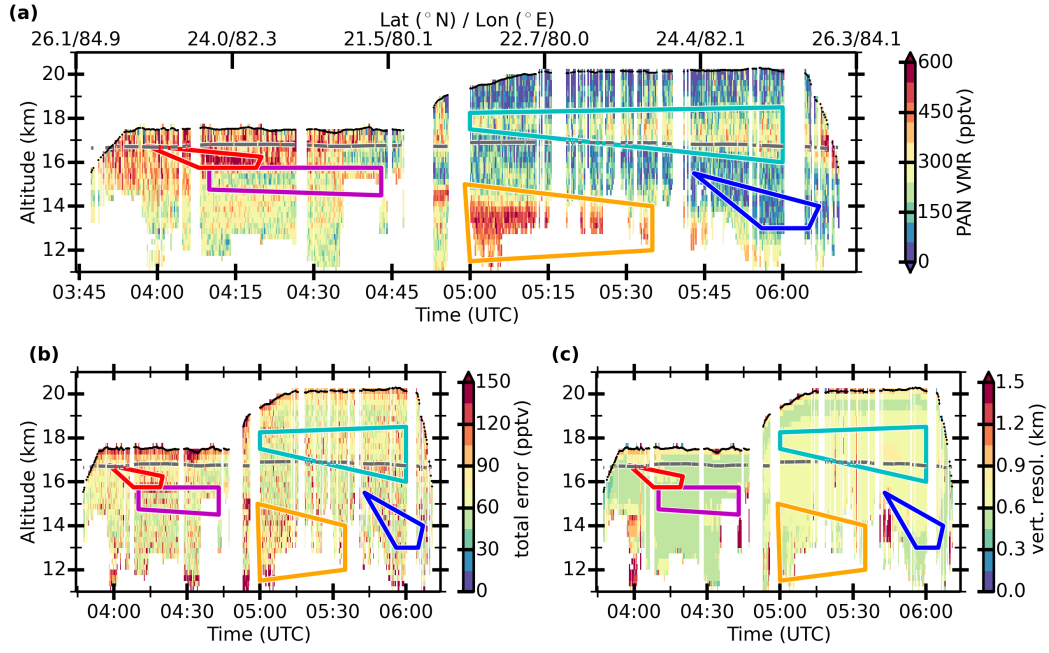 (a)
Lat (°N) / Lon (°E)
26.1/84.9 24.0/82.3 21.5/80.1 22.7/80.0 24.4/82.1 26.3/84.1
20
18
16
14
12
Altitude (km)
03:45 04:00 04:15 04:30 04:45 05:00 05:15 05:30 05:45 06:00
Time (UTC)
600
450
300
150
0
PAN VMR (pptv)
(b)
20
18
16
14
12
Altitude (km)
04:00 04:30 05:00 05:30 06:00
Time (UTC)
150
120
90
60
30
0
total error (pptv)
(c)
20
18
16
14
12
04:00 04:30 05:00 05:30 06:00
Time (UTC)
1.5
1.2
0.9
0.6
0.3
0.0
vert. resol. (km)